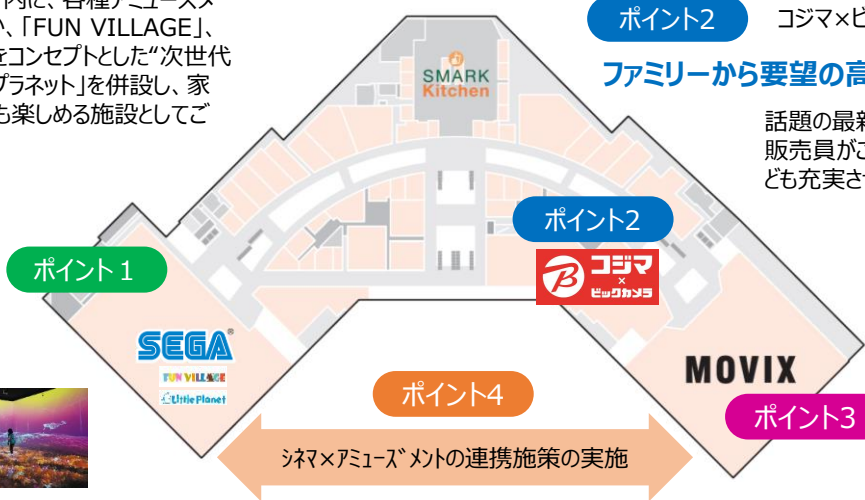 内に、各種アミューズメ
い、「FUN VILLAGE」、
をコンセプトとした“次世代
プラネット」を併設し、家
も楽しめる施設としてご
ポイント2
コジマ×ビ
ファミリーから要望の高
話題の最新
販売員がご
ども充実さ
SMARK
Kitchen
ポイント2
コジマ
×
ビックカメラ
ポイント1
SEGA
FUN VILLAGE
Little Planet
MOVIX
ポイント3
ポイント4
シネマ×アミューズメントの連携施策の実施